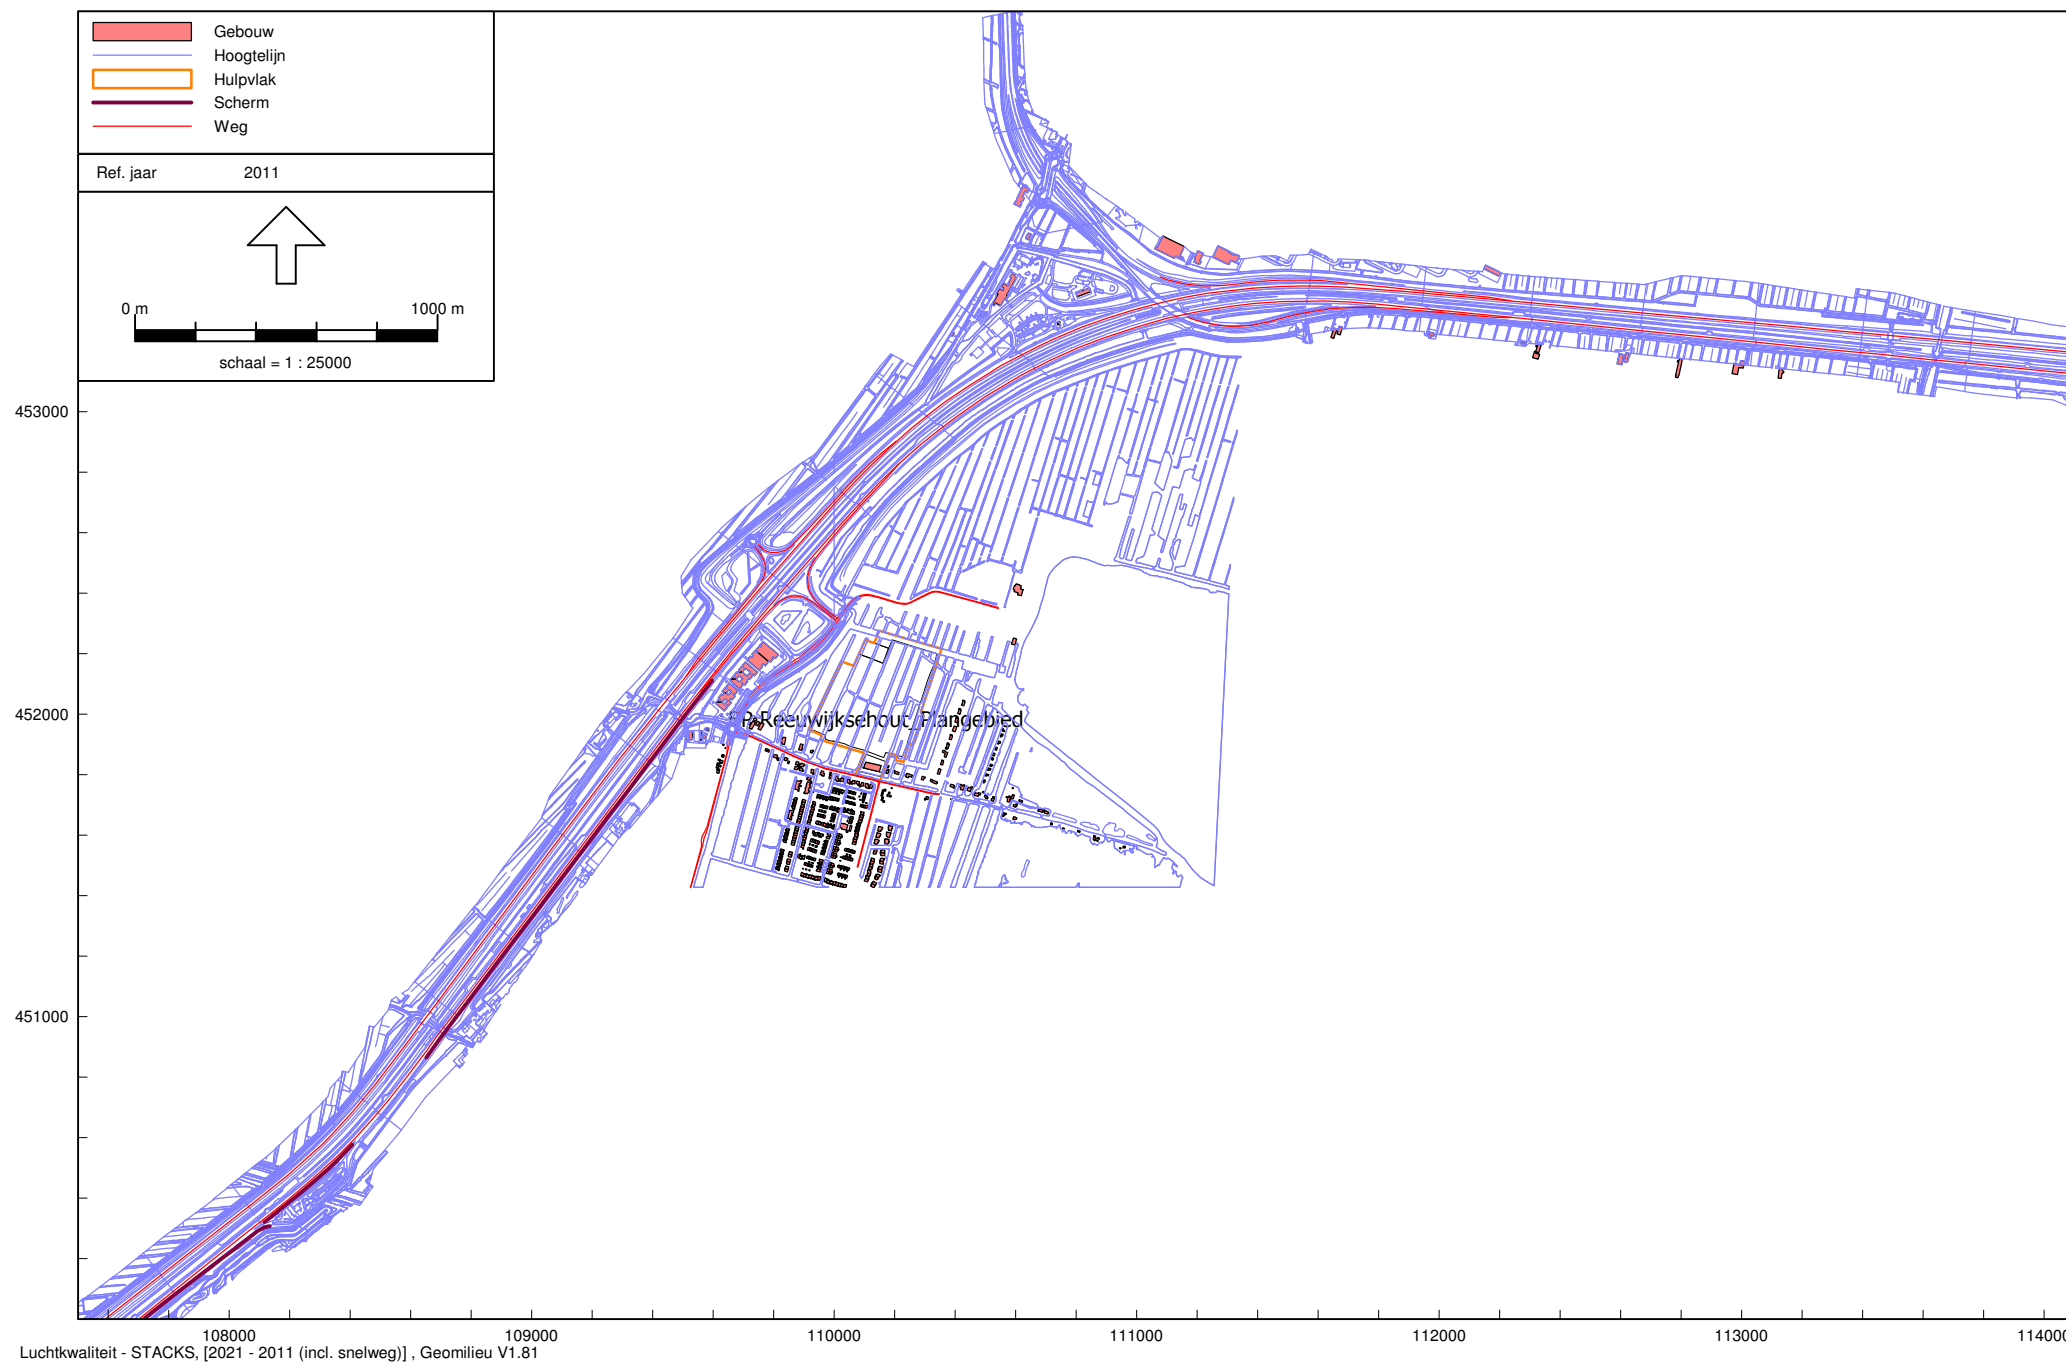 Gebouw
Hoogtelijn
Hulpvlak
Scherm
Weg
Ref. jaar 2011
0 m 1000 m
schaal = 1 : 25000
453000
452000
Reeuwijksehout_Plangebied
451000
108000 109000 110000 111000 112000 113000 11400
Luchtkwaliteit - STACKS, [2021 - 2011 (incl. snelweg)] , Geomilieu V1.81